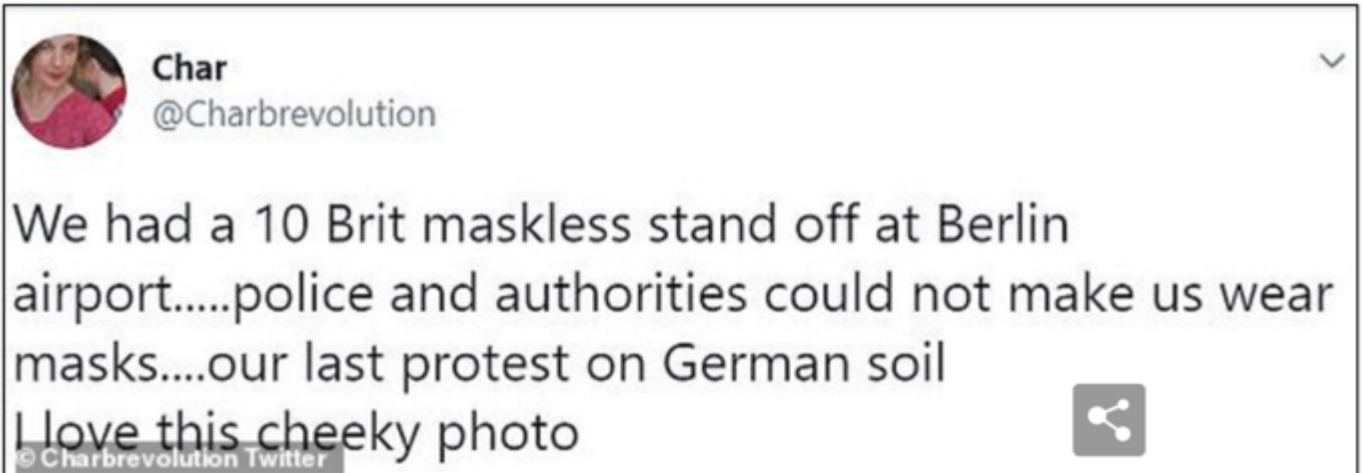 Char
@Charbrevolution
We had a 10 Brit maskless stand off at Berlin
airport.....police and authorities could not make us wear
masks....our last protest on German soil
I love this cheeky photo
© Charbrevolution Twitter